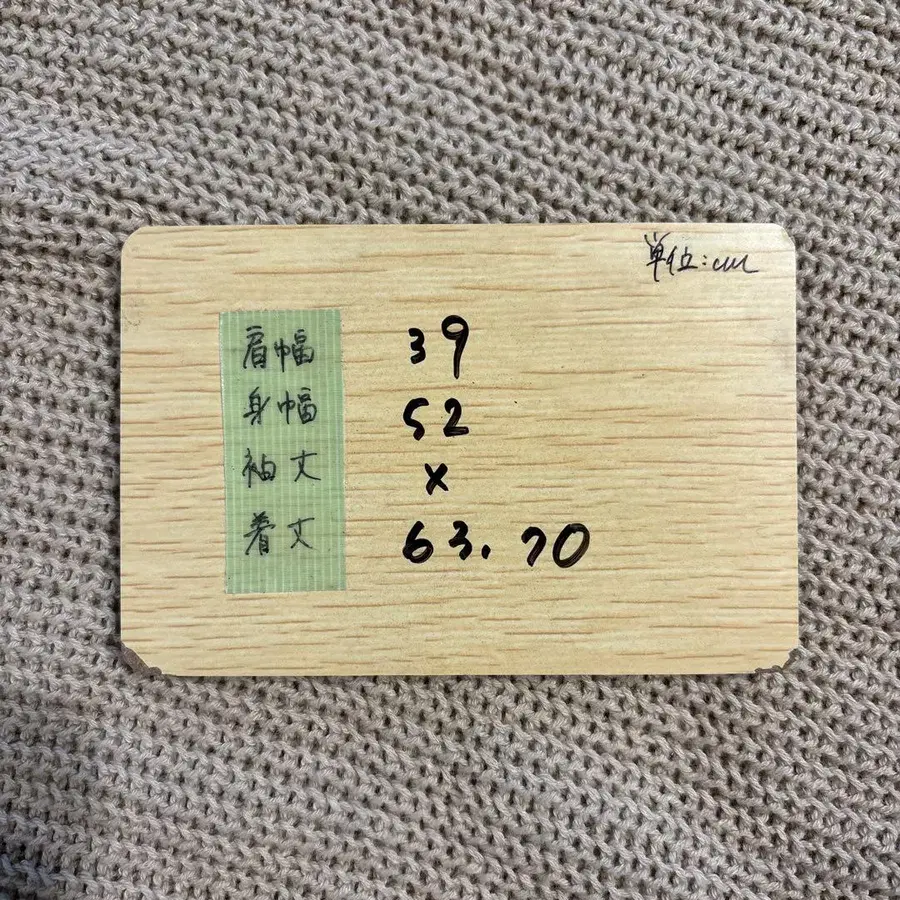 単位:cm
肩幅 39
身幅 52
袖丈 x
着丈 63.70